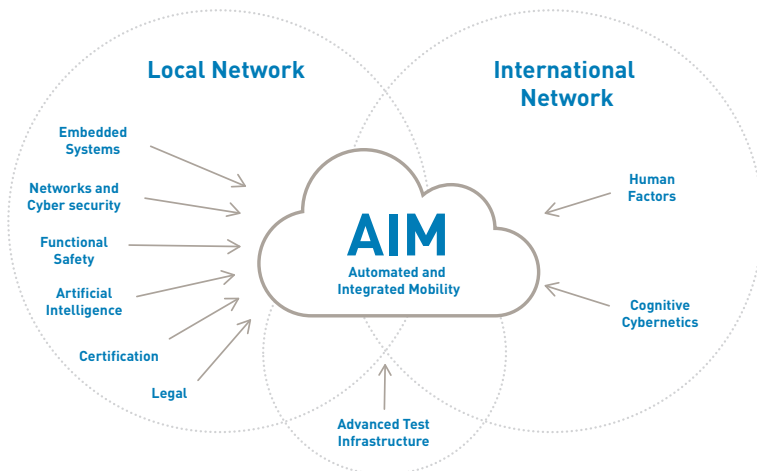 Local Network
International
Network
Embedded
Systems
Networks and
Cyber security
Functional
Safety
Artificial
Intelligence
Certification
Legal
AIM
Automated and
Integrated Mobility
Human
Factors
Cognitive
Cybernetics
Advanced Test
Infrastructure